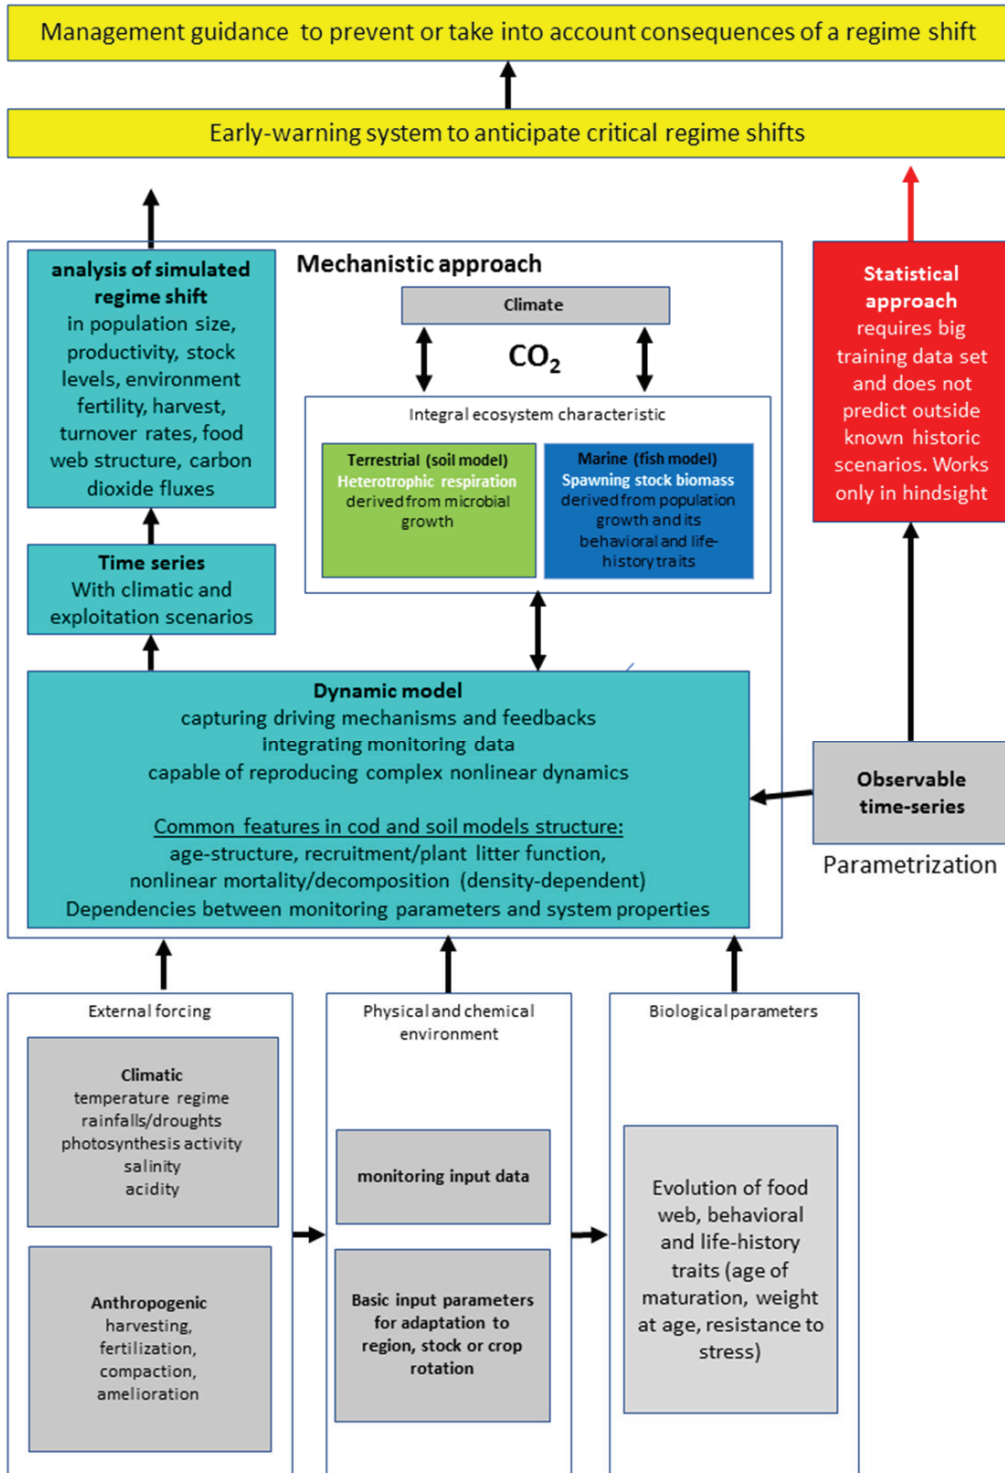 Management guidance to prevent or take into account consequences of a regime shift
Early-warning system to anticipate critical regime shifts
analysis of simulated
regime shift
in population size,
productivity, stock
levels, environment
fertility, harvest,
turnover rates, food
web structure, carbon
dioxide fluxes
Time series
With climatic and
exploitation scenarios
Mechanistic approach
Climate
CO₂
Integral ecosystem characteristic
Terrestrial (soil model)
Heterotrophic respiration
derived from microbial
growth
Marine (fish model)
Spawning stock biomass
derived from population
growth and its
behavioral and life-
history traits
Statistical
approach
requires big
training data set
and does not
predict outside
known historic
scenarios. Works
only in hindsight
Dynamic model
capturing driving mechanisms and feedbacks
integrating monitoring data
capable of reproducing complex nonlinear dynamics
Common features in cod and soil models structure:
age-structure, recruitment/plant litter function,
nonlinear mortality/decomposition (density-dependent)
Dependencies between monitoring parameters and system properties
Observable
time-series
Parametrization
External forcing
Climatic
temperature regime
rainfalls/droughts
photosynthesis activity
salinity
acidity
Anthropogenic
harvesting,
fertilization,
compaction,
amelioration
Physical and chemical
environment
monitoring input data
Basic input parameters
for adaptation to
region, stock or crop
rotation
Biological parameters
Evolution of food
web, behavioral
and life-history
traits (age of
maturation, weight
at age, resistance to
stress)